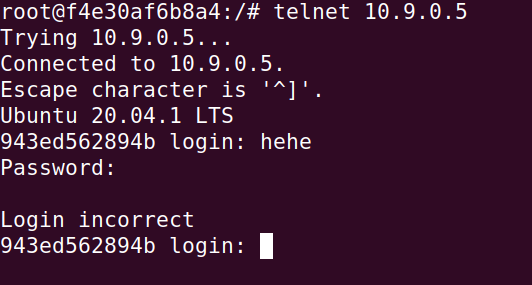 root@f4e30af6b8a4:/# telnet 10.9.0.5
Trying 10.9.0.5...
Connected to 10.9.0.5.
Escape character is '^]'.
Ubuntu 20.04.1 LTS
943ed562894b login: hehe
Password:
Login incorrect
943ed562894b login: